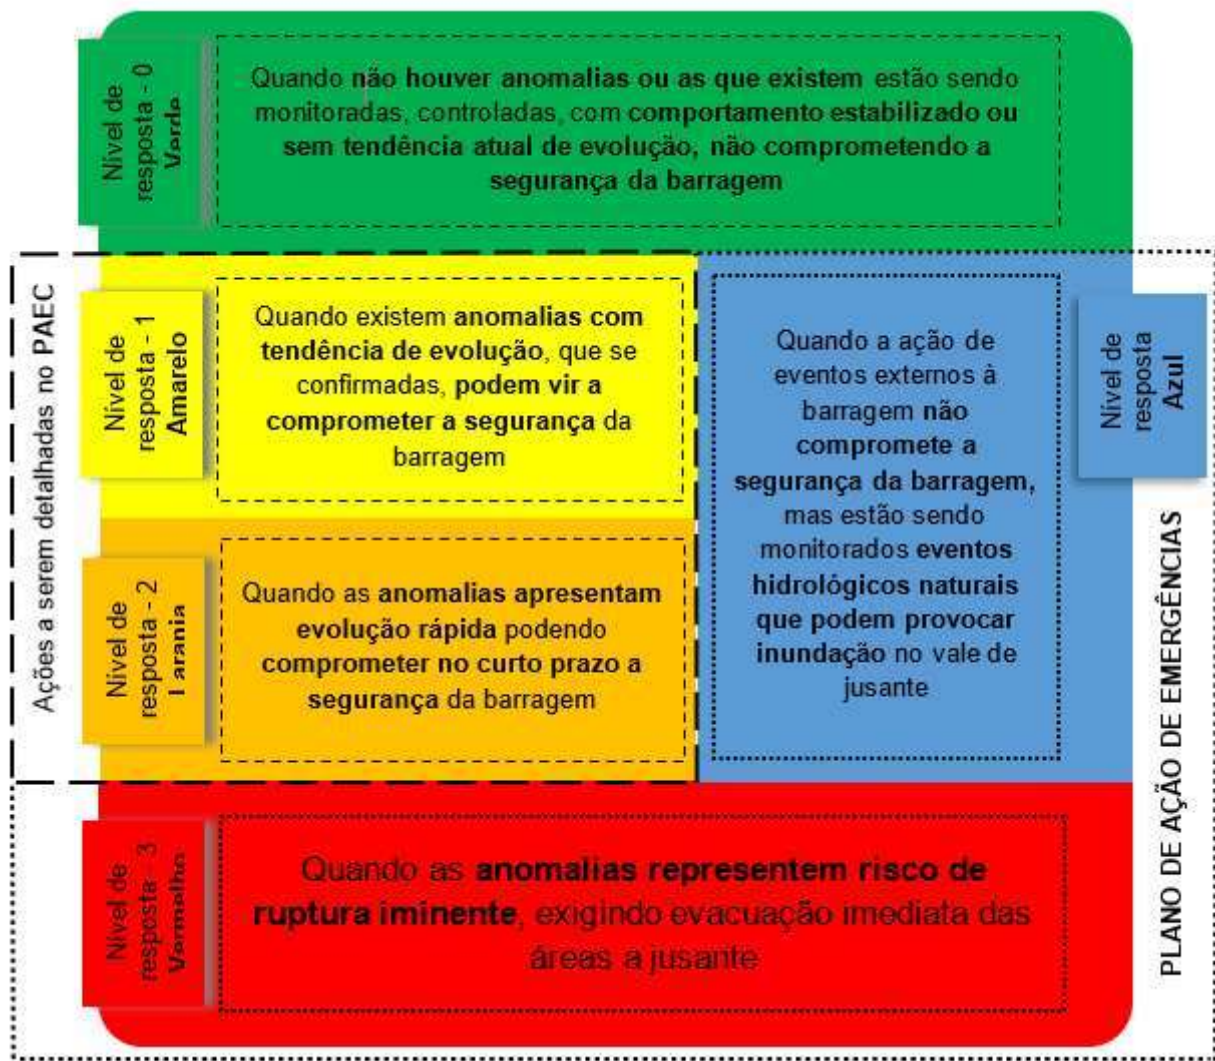 Nível de
resposta - 0
Verde
Quando não houver anomalias ou as que existem estão sendo
monitoradas, controladas, com comportamento estabilizado ou
sem tendência atual de evolução, não comprometendo a
segurança da barragem
Ações a serem detalhadas no PAEC
Nível de
resposta - 1
Amarelo
Quando existem anomalias com
tendência de evolução, que se
confirmadas, podem vir a
comprometer a segurança da
barragem
Nível de
resposta - 2
Laranja
Quando as anomalias apresentam
evolução rápida podendo
comprometer no curto prazo a
segurança da barragem
Quando a ação de
eventos externos à
barragem não
compromete a
segurança da barragem,
mas estão sendo
monitorados eventos
hidrológicos naturais
que podem provocar
inundação no vale de
jusante
Nível de
resposta
Azul
PLANO DE AÇÃO DE EMERGÊNCIAS
Nível de
resposta - 3
Vermelho
Quando as anomalias representem risco de
ruptura iminente, exigindo evacuação imediata das
áreas a jusante